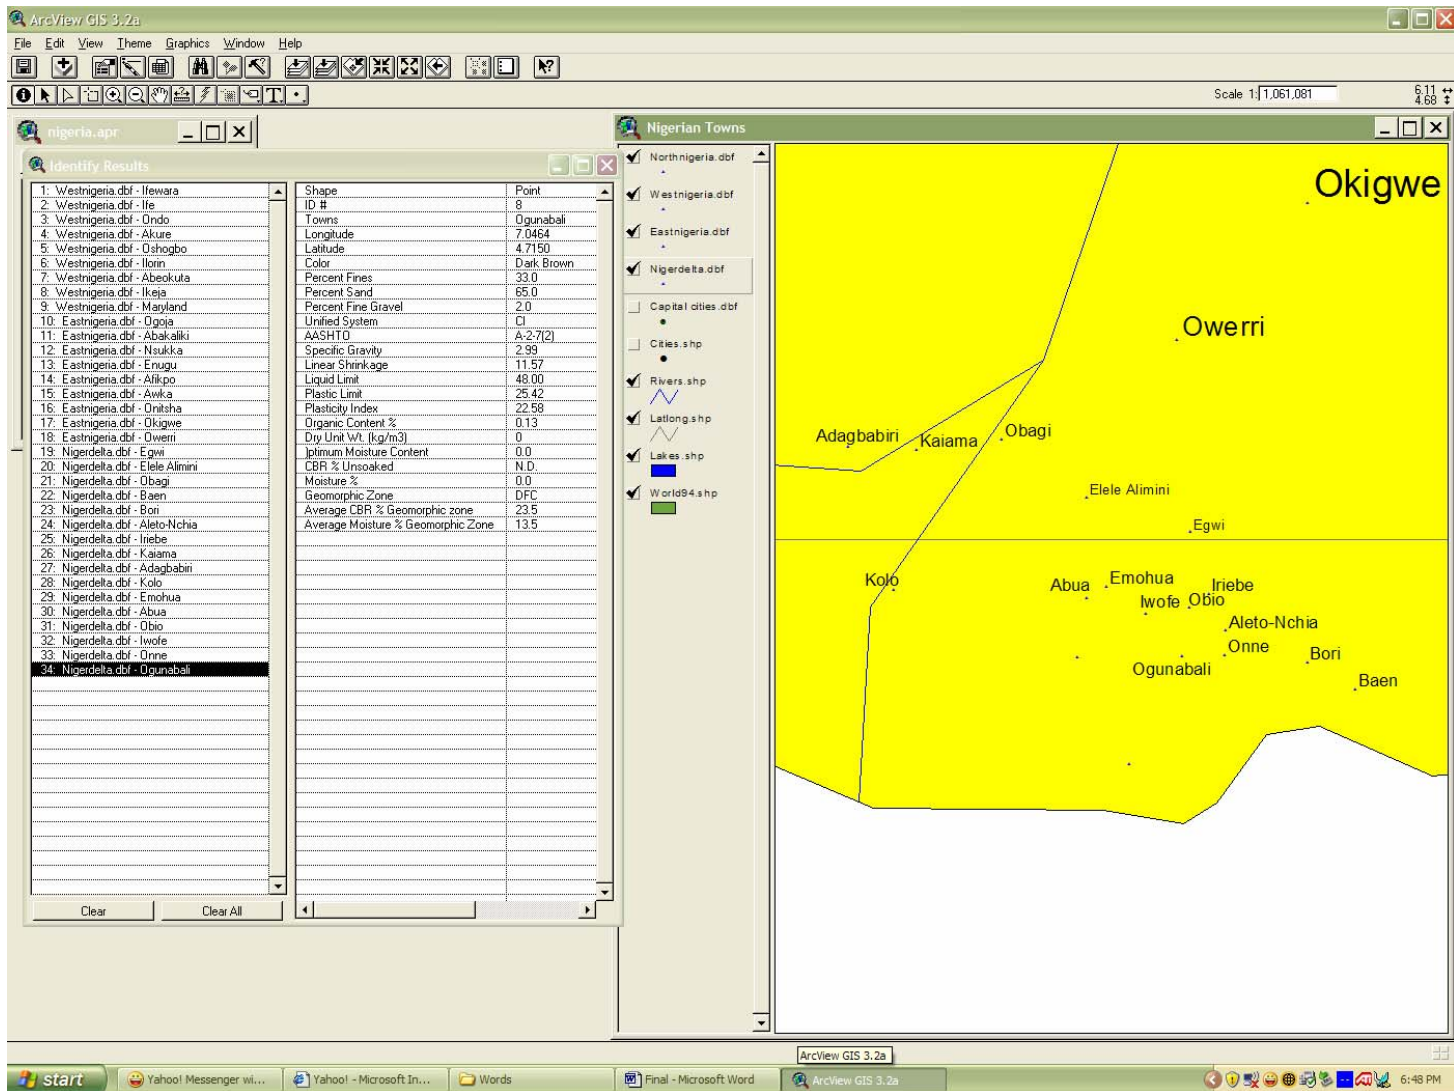 ArcView GIS 3.2a
File Edit View Theme Graphics Window Help
Scale 1: 1,061,081
6.11
4.68
nigeria.apr
Identify Results
1: Westnigeria.dbf - Ifewara
2: Westnigeria.dbf - Ife
3: Westnigeria.dbf - Ondo
4: Westnigeria.dbf - Akure
5: Westnigeria.dbf - Oshogbo
6: Westnigeria.dbf - Ilorin
7: Westnigeria.dbf - Abeokuta
8: Westnigeria.dbf - Ikeja
9: Westnigeria.dbf - Maryland
10: Eastnigeria.dbf - Ogoja
11: Eastnigeria.dbf - Abakaliki
12: Eastnigeria.dbf - Nsukka
13: Eastnigeria.dbf - Enugu
14: Eastnigeria.dbf - Afikpo
15: Eastnigeria.dbf - Awka
16: Eastnigeria.dbf - Onitsha
17: Eastnigeria.dbf - Okigwe
18: Eastnigeria.dbf - Owerri
19: Nigerdelta.dbf - Egwi
20: Nigerdelta.dbf - Elele Alimini
21: Nigerdelta.dbf - Obagi
22: Nigerdelta.dbf - Baen
23: Nigerdelta.dbf - Bori
24: Nigerdelta.dbf - Aleto-Nchia
25: Nigerdelta.dbf - Iriebe
26: Nigerdelta.dbf - Kaiama
27: Nigerdelta.dbf - Adagbabiri
28: Nigerdelta.dbf - Kolo
29: Nigerdelta.dbf - Emohua
30: Nigerdelta.dbf - Abua
31: Nigerdelta.dbf - Obio
32: Nigerdelta.dbf - Iwofe
33: Nigerdelta.dbf - Onne
34: Nigerdelta.dbf - Ogunabali
Clear Clear All
Shape Point
ID # 8
Towns Ogunabali
Longitude 7.0464
Latitude 4.7150
Color Dark Brown
Percent Fines 33.0
Percent Sand 65.0
Percent Fine Gravel 2.0
Unified System CI
AASHTO A-2-7(2)
Specific Gravity 2.99
Linear Shrinkage 11.57
Liquid Limit 48.00
Plastic Limit 25.42
Plasticity Index 22.58
Organic Content % 0.13
Dry Unit Wt. (kg/m3) 0
Iptimum Moisture Content 0.0
CBR % Unsoaked N.D.
Moisture % 0.0
Geomorphic Zone DFC
Average CBR % Geomorphic zone 23.5
Average Moisture % Geomorphic Zone 13.5
Nigerian Towns
Northnigeria.dbf
Westnigeria.dbf
Eastnigeria.dbf
Nigerdelta.dbf
Capital cities.dbf
Cities.shp
Rivers.shp
Latlong.shp
Lakes.shp
World94.shp
Okigwe
Owerri
Adagbabiri
Kaiama
Obagi
Elele Alimini
Egwi
Kolo
Abua
Emohua
Iriebe
Iwofe
Obio
Aleto-Nchia
Onne
Ogunabali
Bori
Baen
ArcView GIS 3.2a
start
Yahoo! Messenger wi...
Yahoo! - Microsoft In...
Words
Final - Microsoft Word
ArcView GIS 3.2a
6:48 PM